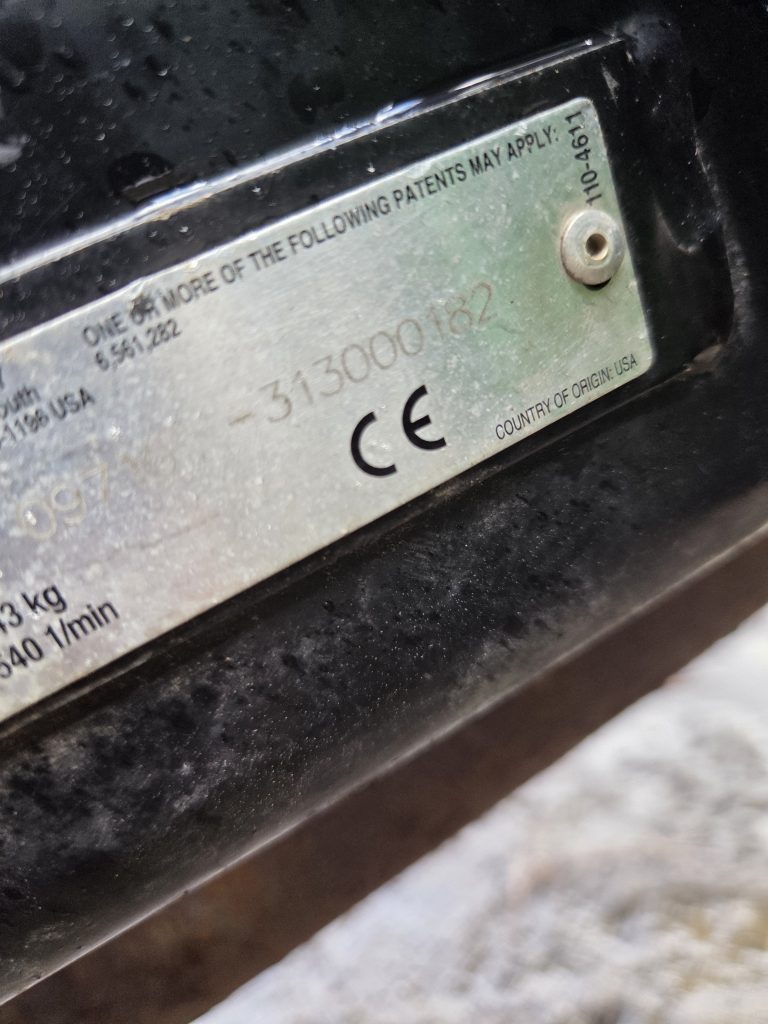 ONE OR MORE OF THE FOLLOWING PATENTS MAY APPLY:
6,561,282
110-4611
-1196 USA
-313000182
CE
COUNTRY OF ORIGIN: USA
kg
1/min